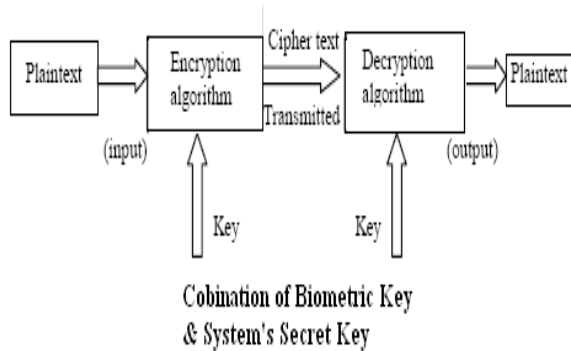 Plaintext
Encryption
algorithm
Cipher text
Transmitted
Decryption
algorithm
Plaintext
(input)
(output)
Key
Key
Cobination of Biometric Key
& System's Secret Key